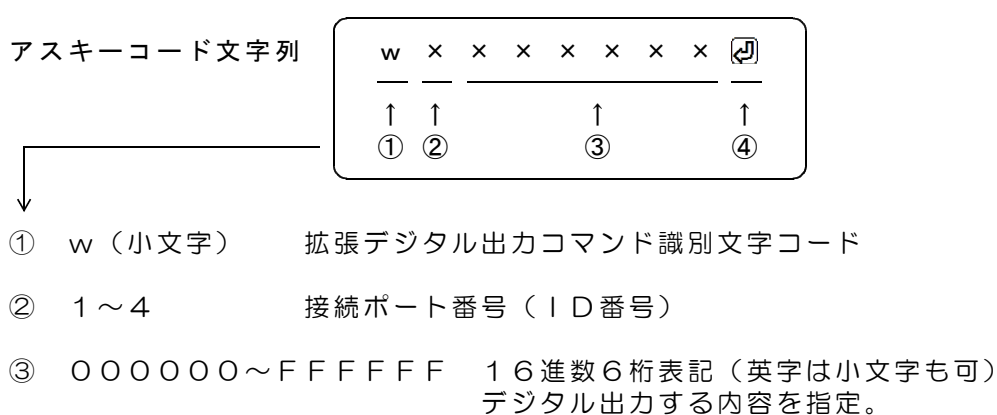 アスキーコード文字列
w × × × × × × × ⏎
↑ ↑ ↑ ↑
① ② ③ ④
① w(小文字) 拡張デジタル出力コマンド識別文字コード
② 1~4 接続ポート番号(ID番号)
③ 000000~FFFFFF 16進数6桁表記(英字は小文字も可)
デジタル出力する内容を指定。